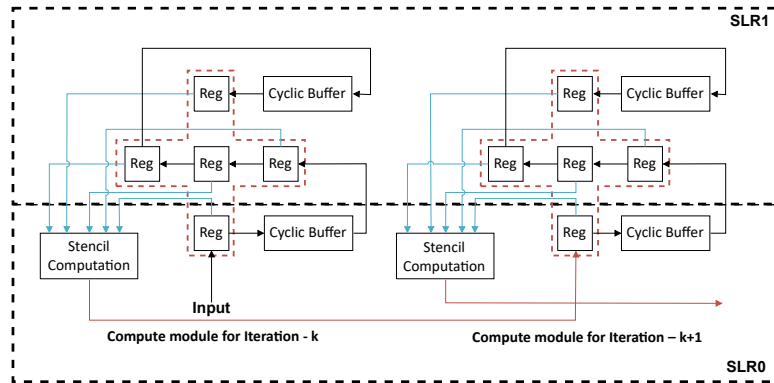 SLR1
Reg
Cyclic Buffer
Reg
Cyclic Buffer
Reg
Reg
Reg
Reg
Reg
Reg
Stencil
Computation
Reg
Cyclic Buffer
Stencil
Computation
Reg
Cyclic Buffer
Input
Compute module for Iteration - k
Compute module for Iteration – k+1
SLR0